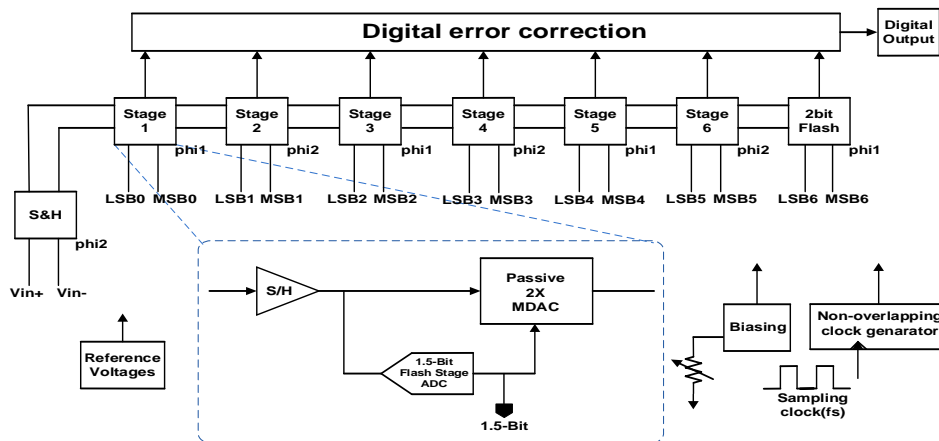 Digital error correction
Digital
Output
Stage
1
Stage
2
Stage
3
Stage
4
Stage
5
Stage
6
2bit
Flash
phi1
phi2
phi1
phi2
phi1
phi2
phi1
LSB0 MSB0
LSB1 MSB1
LSB2 MSB2
LSB3 MSB3
LSB4 MSB4
LSB5 MSB5
LSB6 MSB6
S&H
phi2
Vin+ Vin-
Reference
Voltages
S/H
Passive
2X
MDAC
1.5-Bit
Flash Stage
ADC
1.5-Bit
Biasing
Non-overlapping
clock genarator
Sampling
clock(fs)